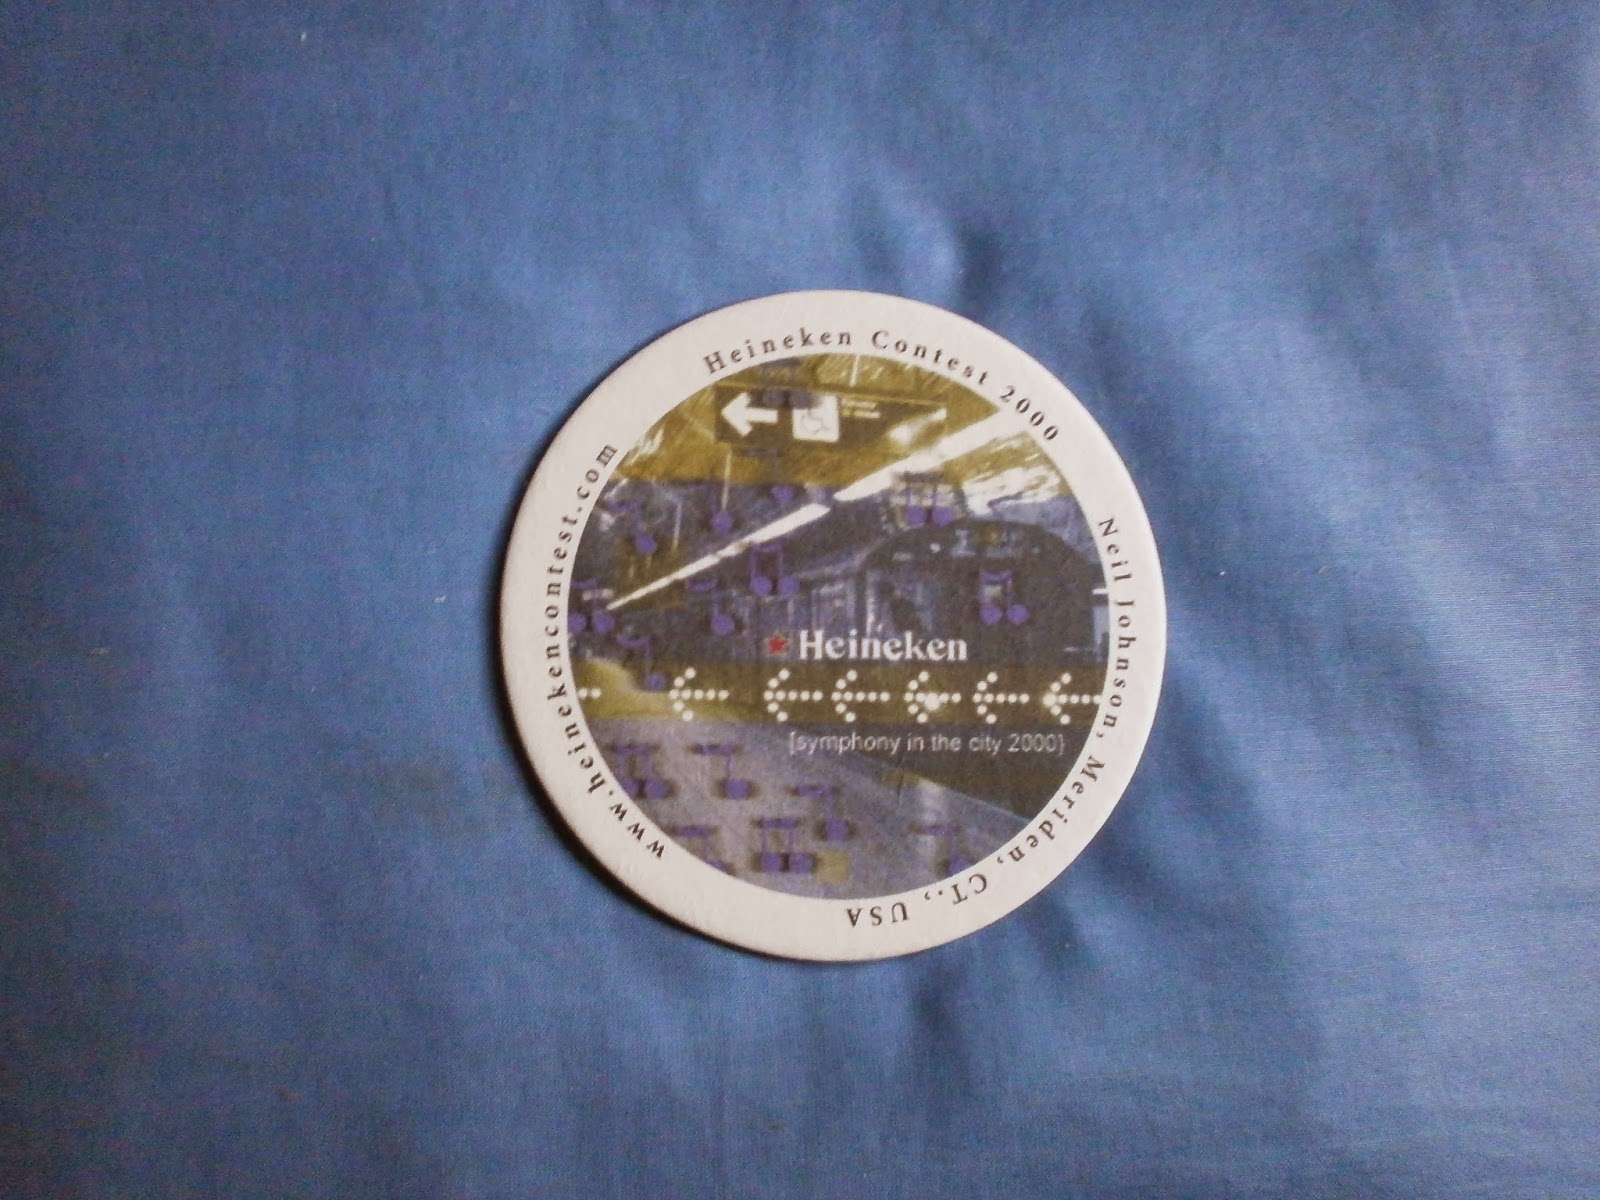 Heineken Contest 2000
Neil Johnson, Meriden, CT., USA
www.heinekencontest.com
Heineken
[symphony in the city 2000]